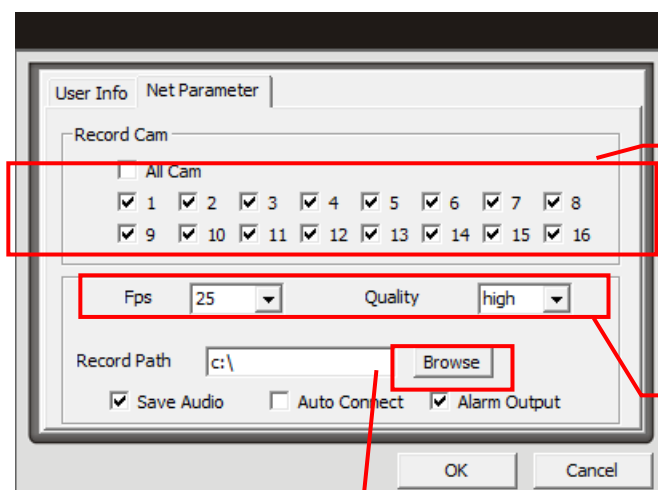 User Info Net Parameter
Record Cam
All Cam
1 2 3 4 5 6 7 8
9 10 11 12 13 14 15 16
Fps 25 Quality high
Record Path c:\ Browse
Save Audio Auto Connect Alarm Output
OK Cancel